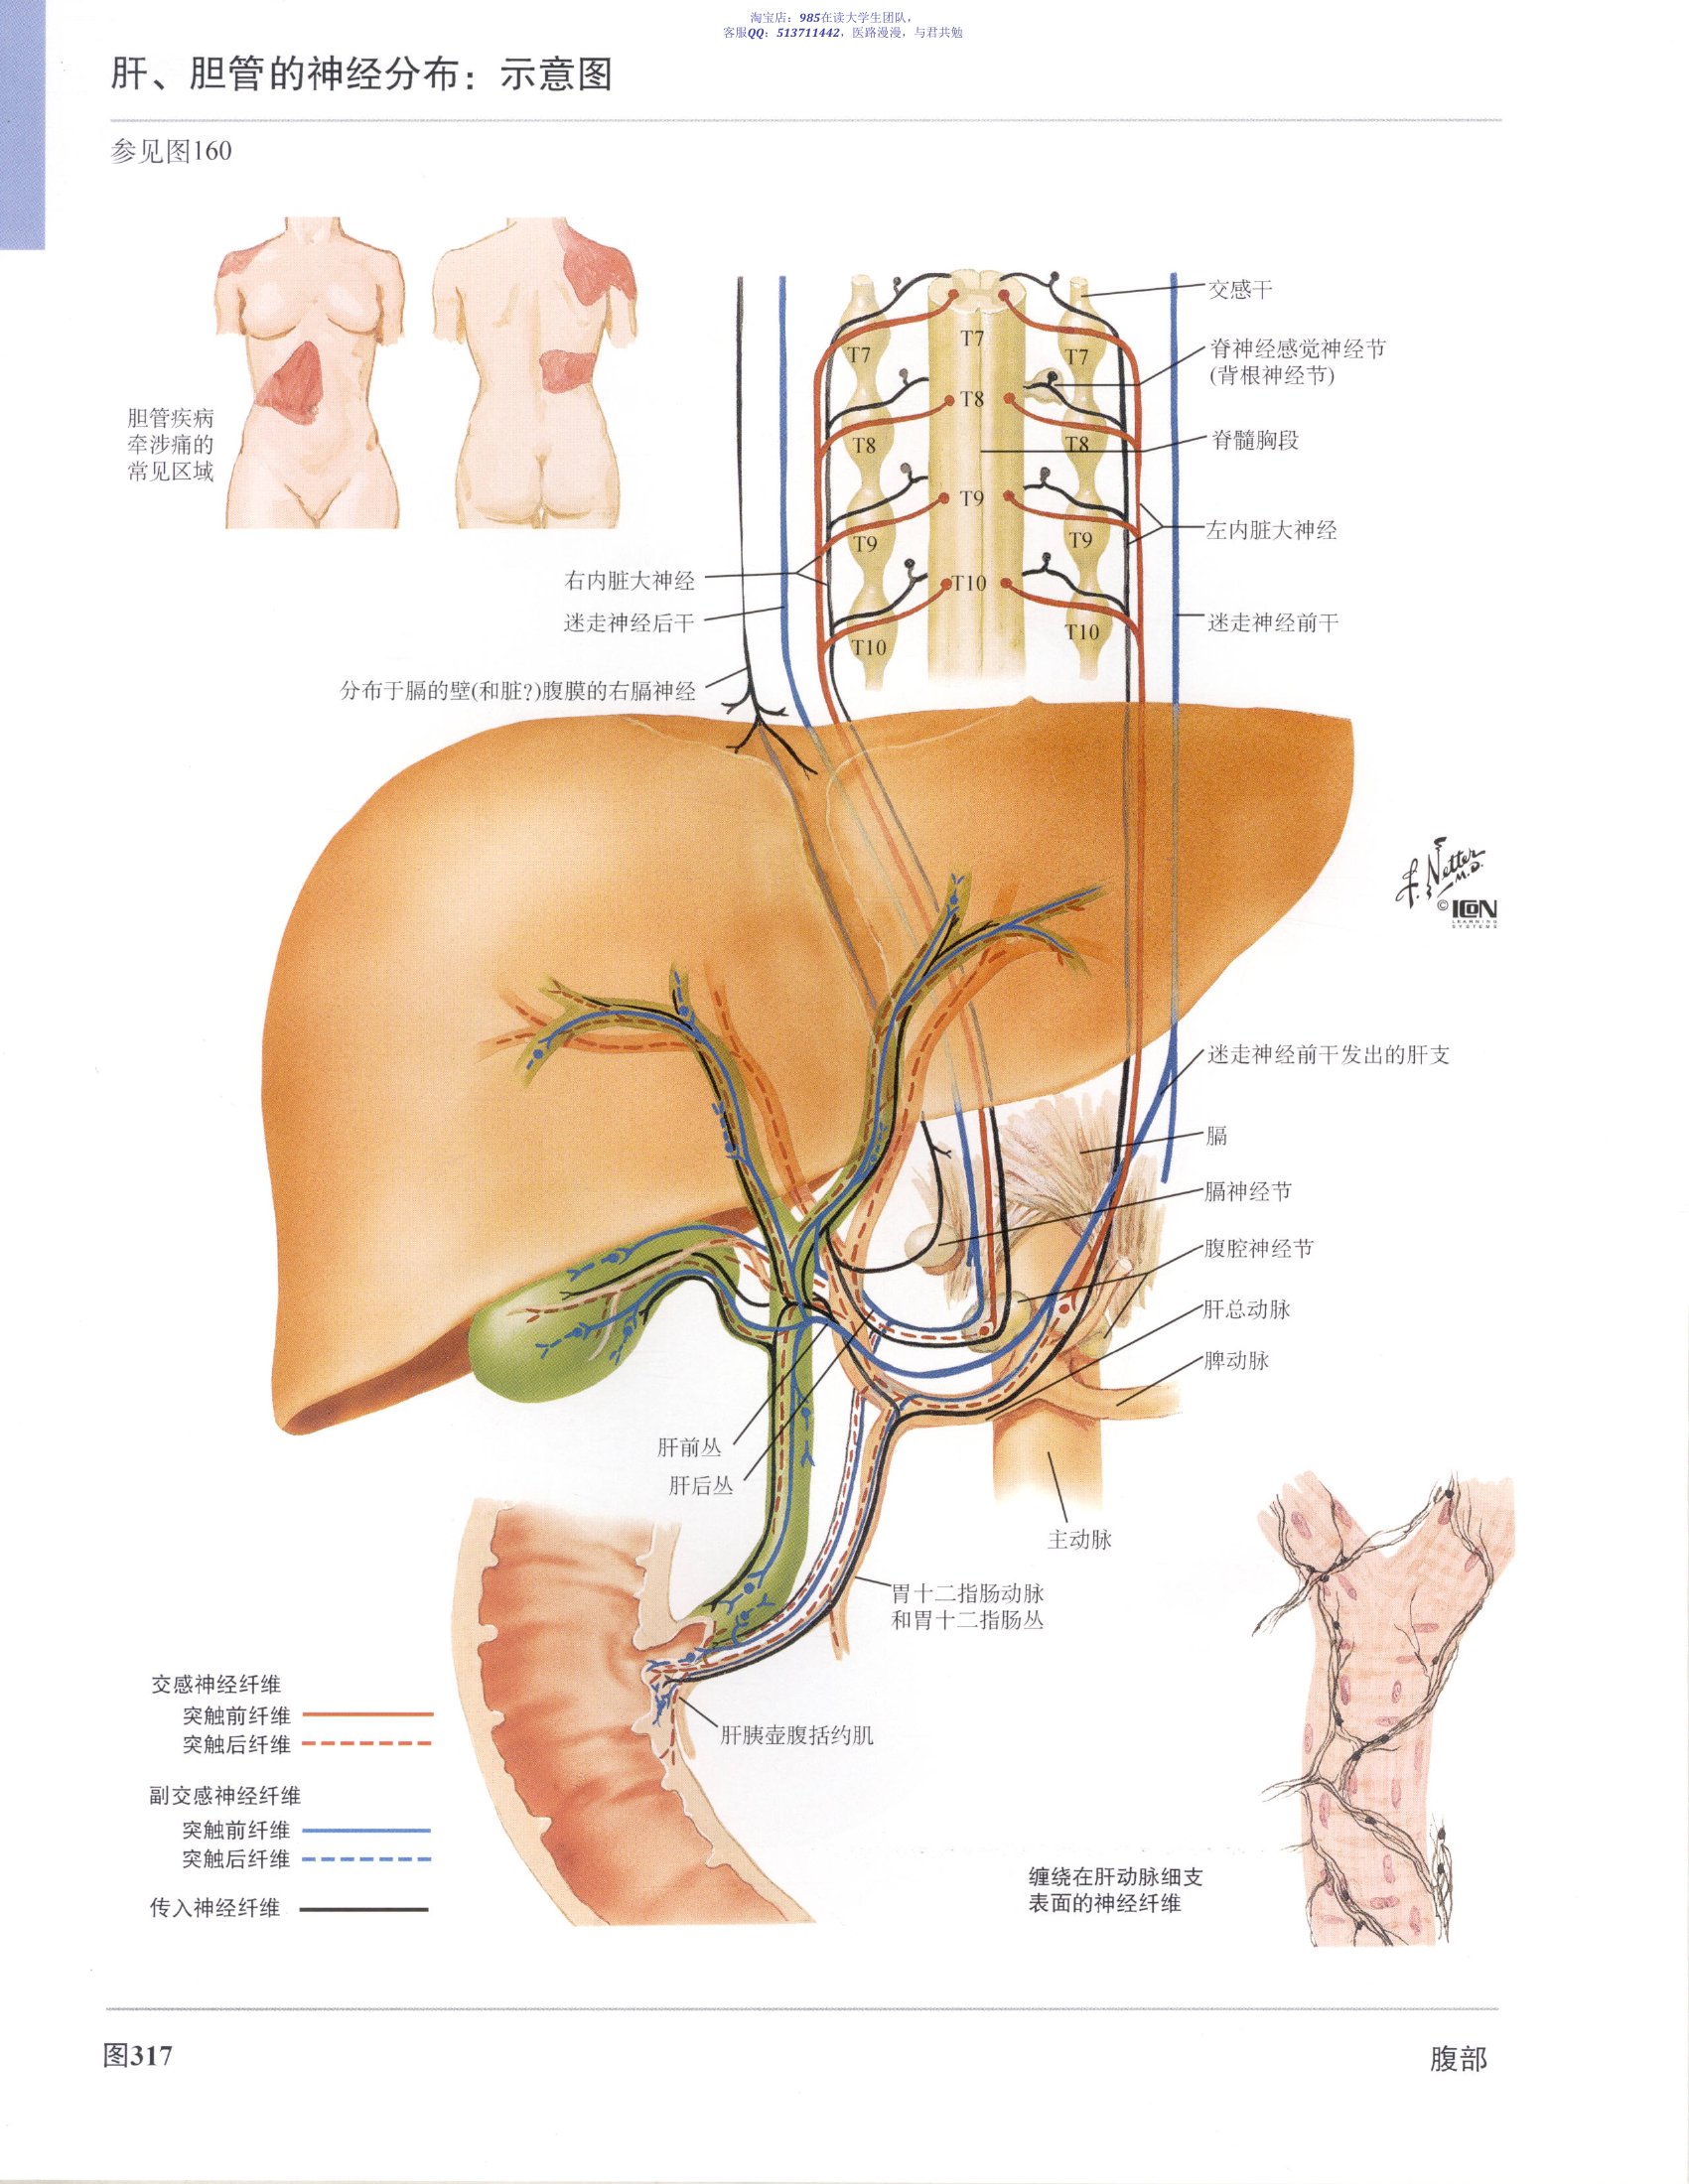 淘宝店：985在读大学生团队，
客服QQ：513711442，医路漫漫，与君共勉
肝、胆管的神经分布：示意图
参见图160
胆管疾病
牵涉痛的
常见区域
交感干
脊神经感觉神经节
(背根神经节)
脊髓胸段
左内脏大神经
迷走神经前干
右内脏大神经
迷走神经后干
分布于膈的壁(和脏?)腹膜的右膈神经
T7
T8
T9
T10
T7
T8
T9
T10
T7
T8
T9
T10
F. Netter M.D.
© ICON
LEARNING
SYSTEMS
迷走神经前干发出的肝支
膈
膈神经节
腹腔神经节
肝总动脉
脾动脉
肝前丛
肝后丛
主动脉
胃十二指肠动脉
和胃十二指肠丛
肝胰壶腹括约肌
交感神经纤维
突触前纤维
突触后纤维
副交感神经纤维
突触前纤维
突触后纤维
传入神经纤维
缠绕在肝动脉细支
表面的神经纤维
图317
腹部